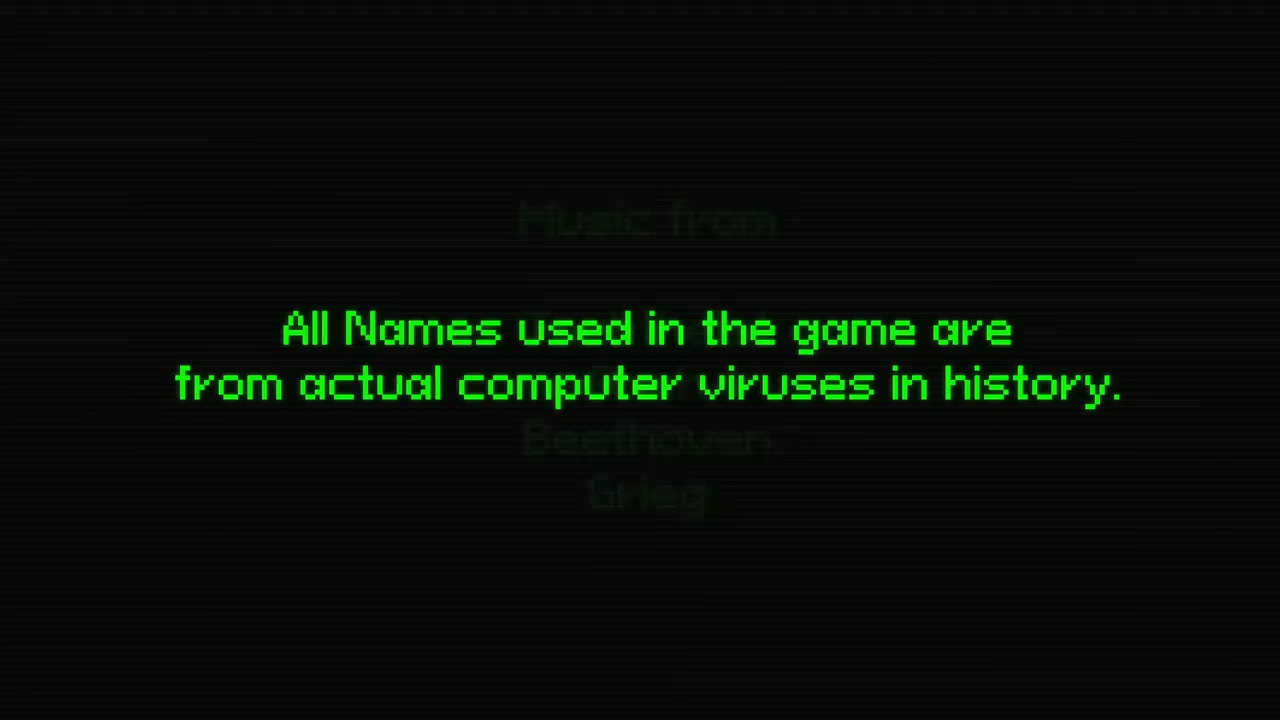 Music from
All Names used in the game are
from actual computer viruses in history.
Beethoven
Grieg